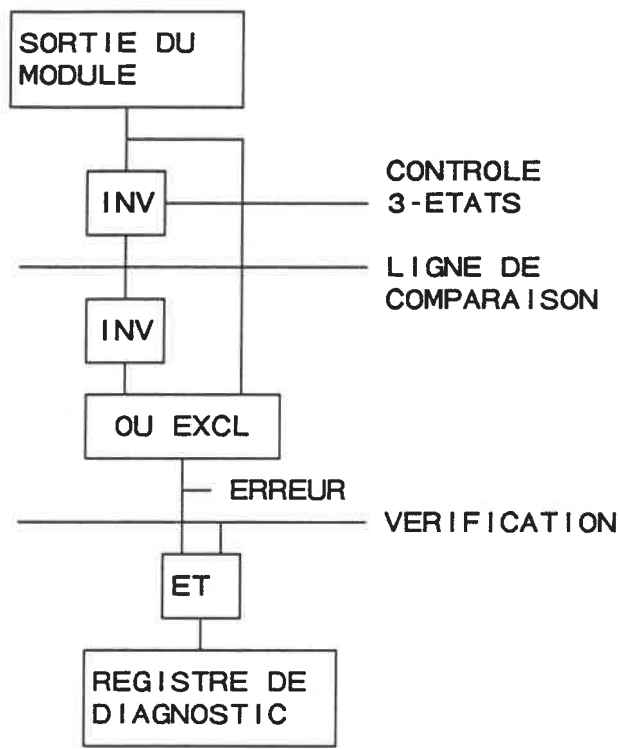 SORTIE DU
MODULE
INV
CONTROLE
3-ETATS
LIGNE DE
COMPARAISON
INV
OU EXCL
ERREUR
VERIFICATION
ET
REGISTRE DE
DIAGNOSTIC